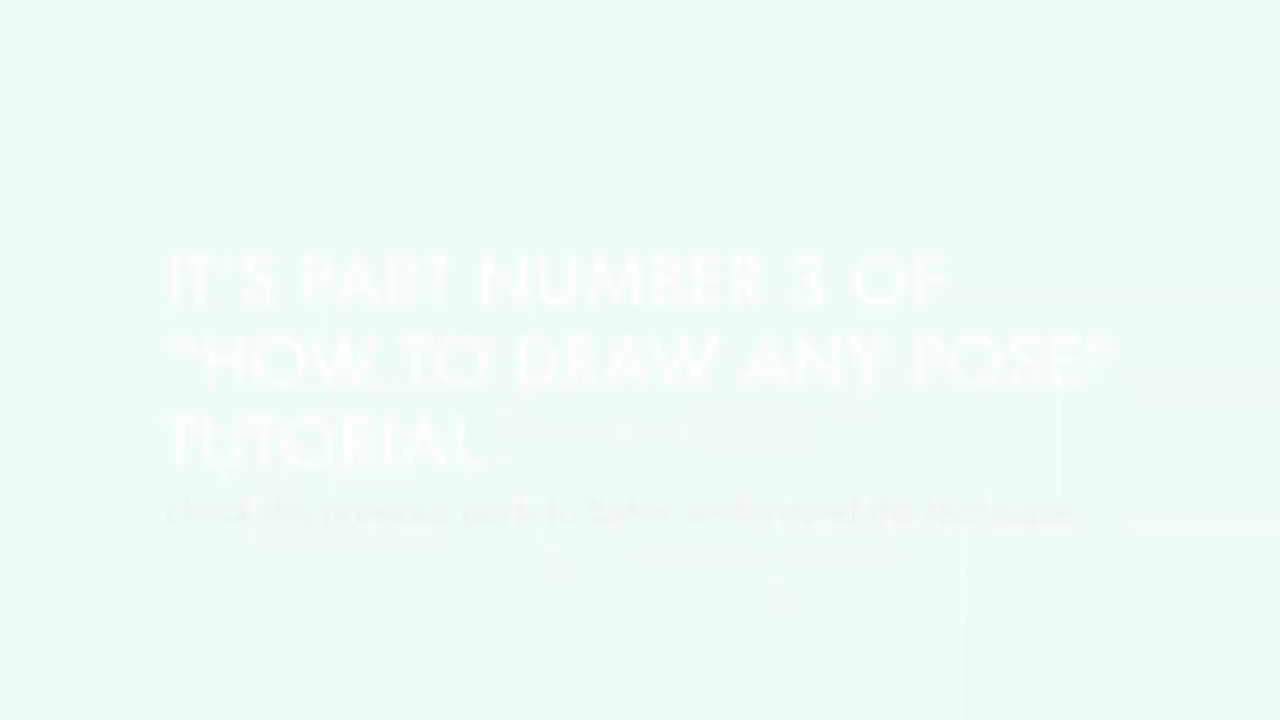 IT'S PART NUMBER 3 OF
"HOW TO DRAW ANY POSE"
TUTORIAL
check the previous parts to better understand the technique